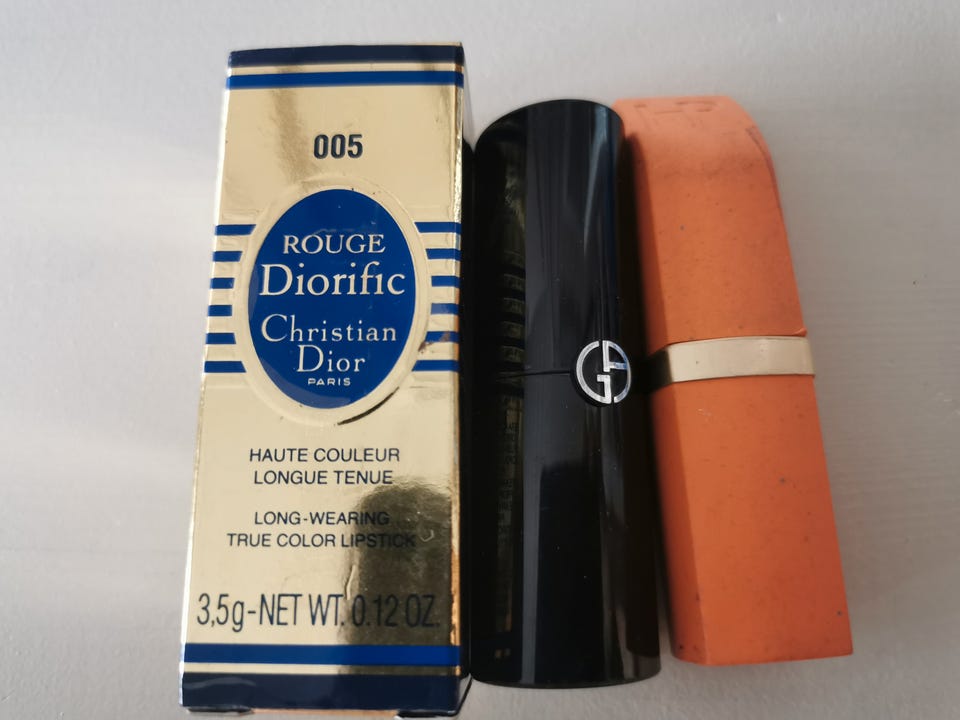 005
ROUGE
Diorific
Christian
Dior
PARIS
HAUTE COULEUR
LONGUE TENUE
LONG-WEARING
TRUE COLOR LIPSTICK
3,5g-NET WT. 0.12 OZ.
GA